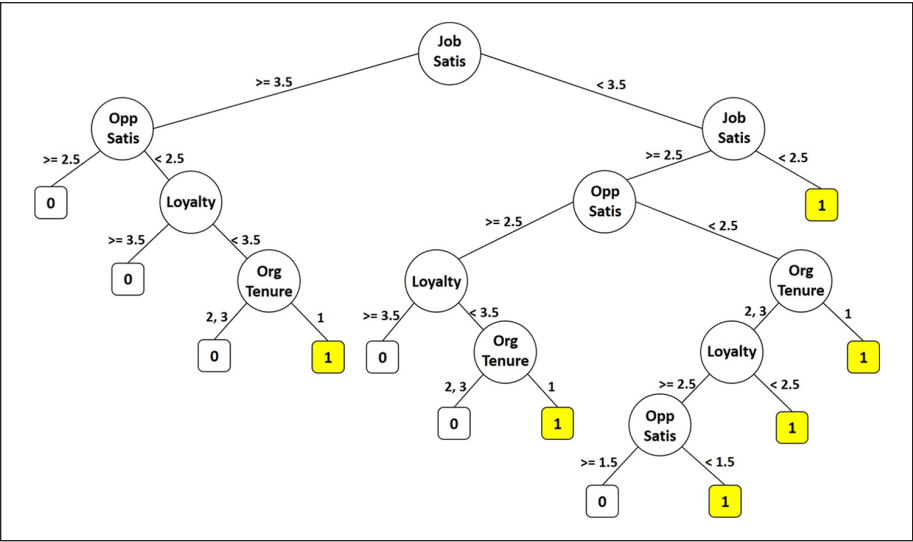 Job
Satis
>= 3.5
< 3.5
Opp
Satis
Job
Satis
>= 2.5
< 2.5
>= 2.5
< 2.5
0
Loyalty
Opp
Satis
1
>= 3.5
< 3.5
>= 2.5
< 2.5
0
Org
Tenure
Loyalty
Org
Tenure
2, 3
1
>= 3.5
< 3.5
2, 3
1
0
1
0
Org
Tenure
Loyalty
1
2, 3
1
>= 2.5
< 2.5
0
1
Opp
Satis
1
>= 1.5
< 1.5
0
1